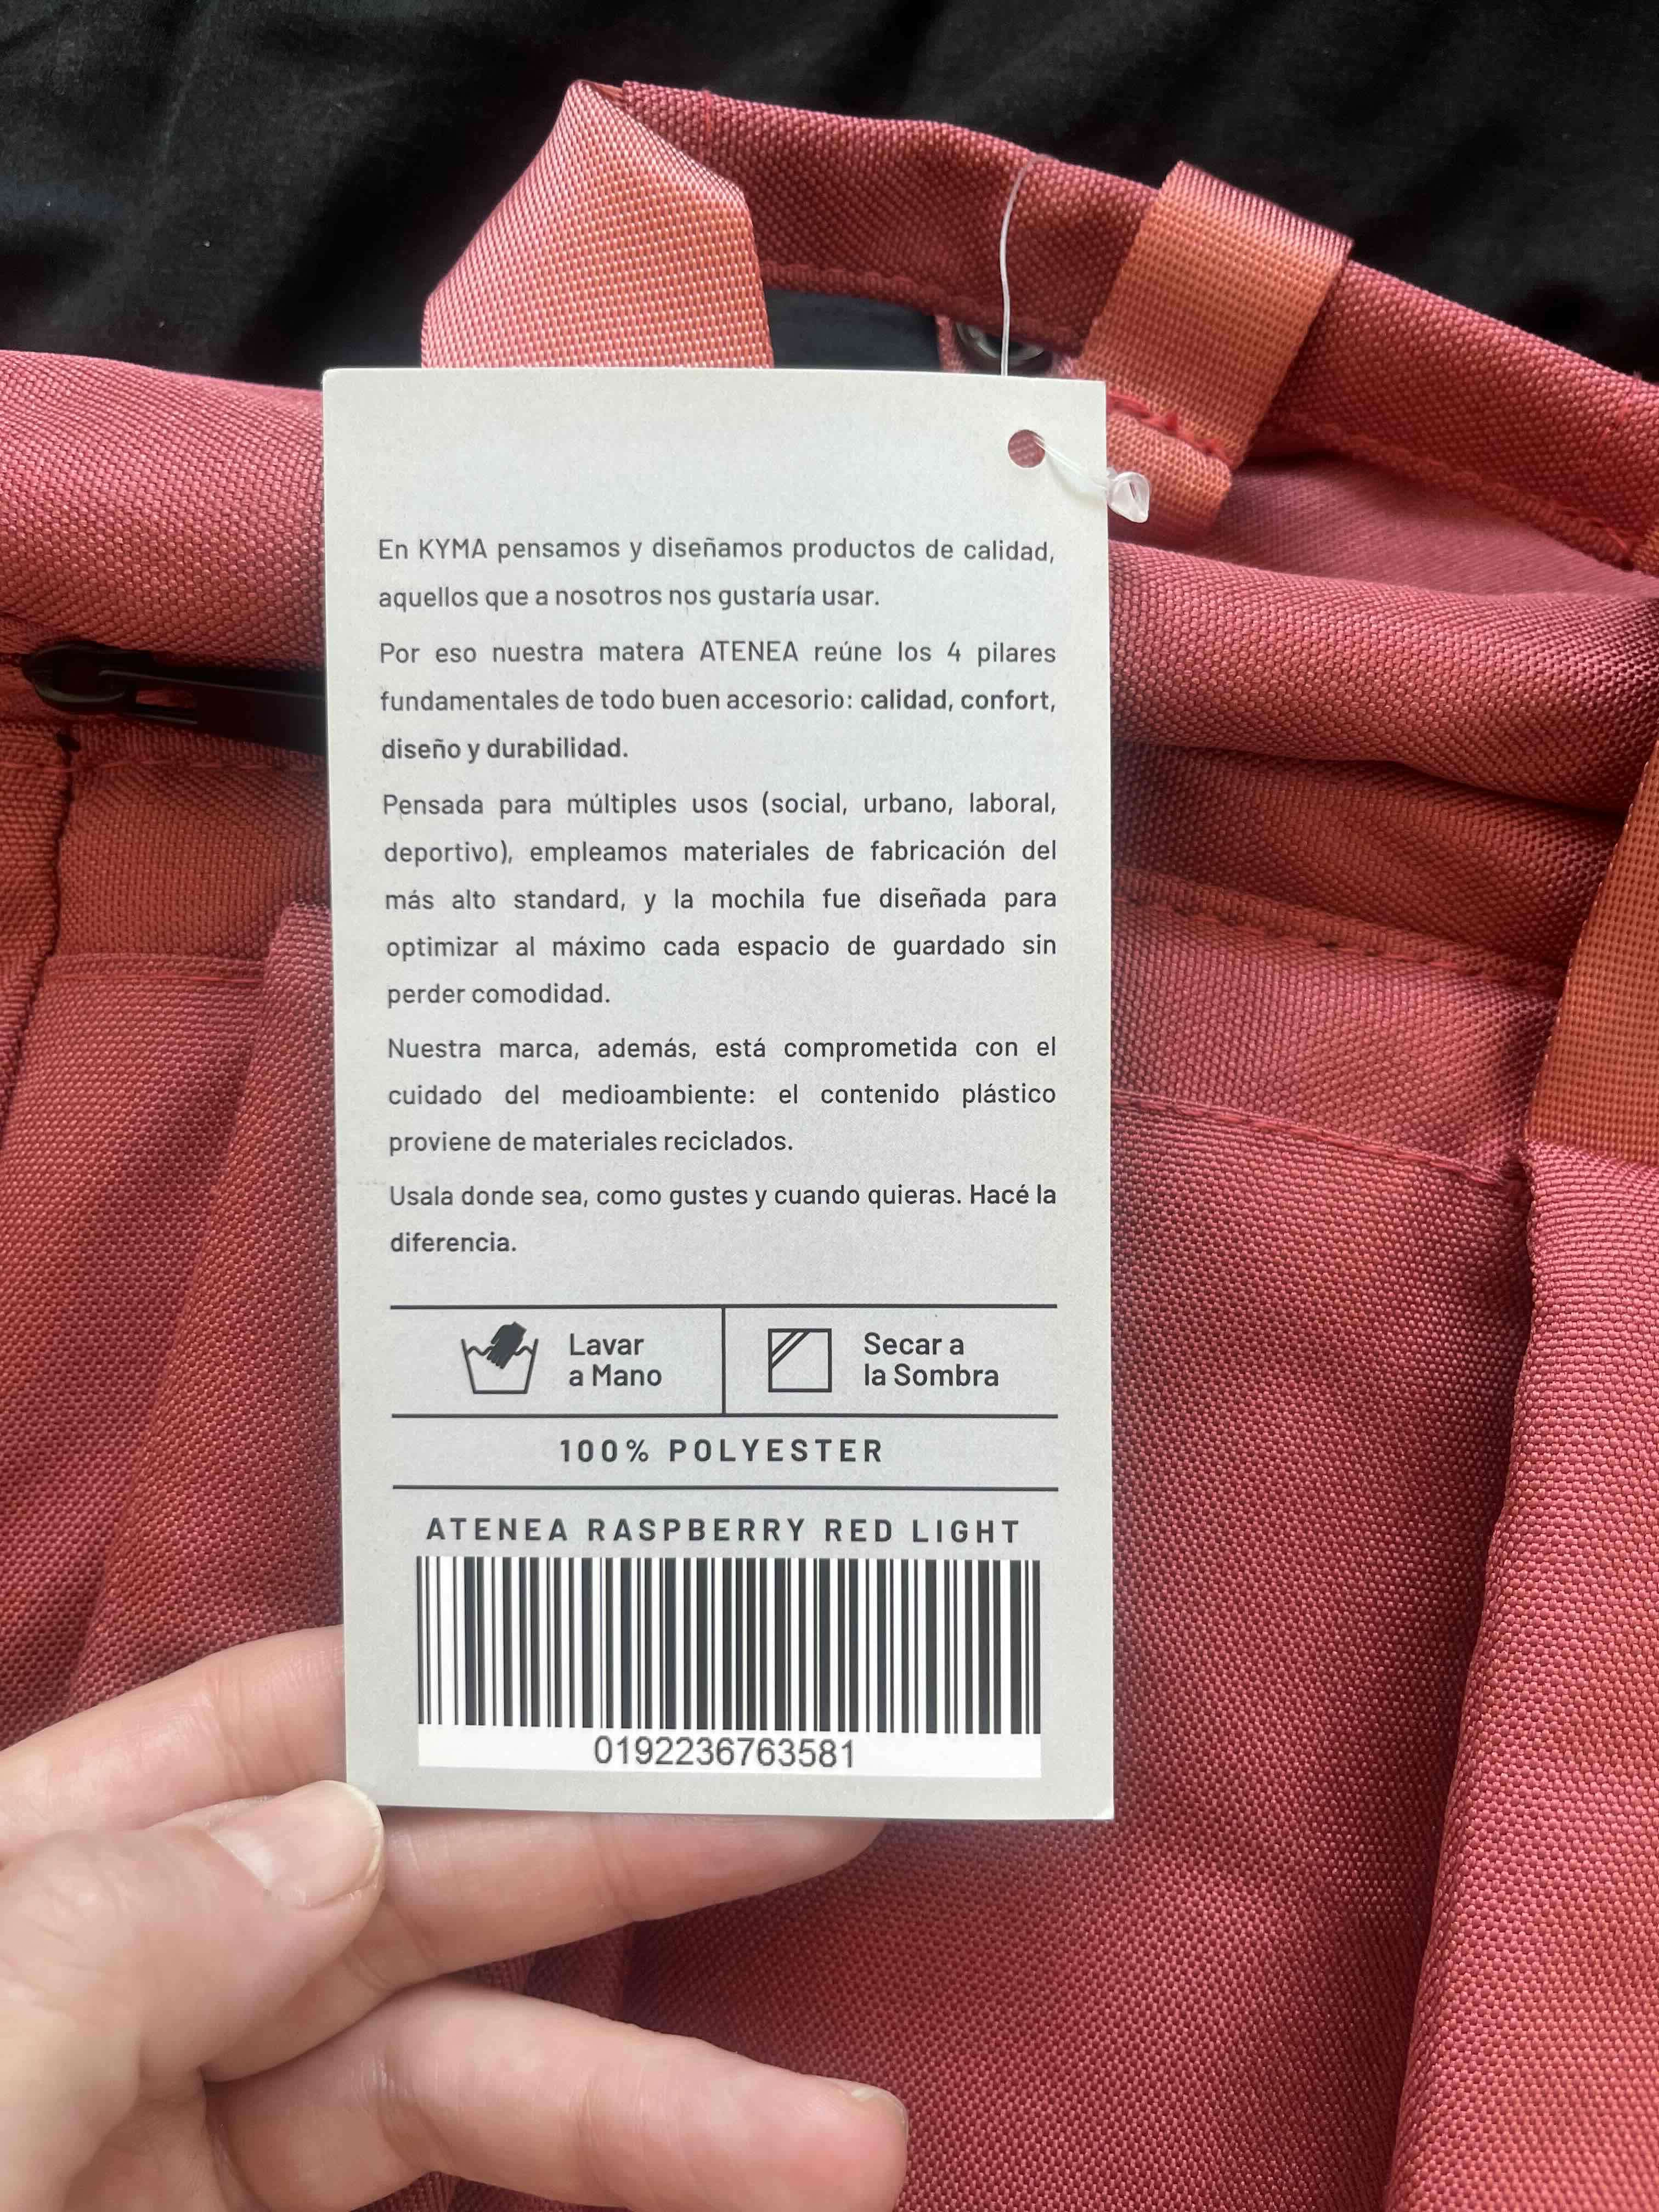 En KYMA pensamos y diseñamos productos de calidad,
aquellos que a nosotros nos gustaría usar.
Por eso nuestra matera ATENEA reúne los 4 pilares
fundamentales de todo buen accesorio: calidad, confort,
diseño y durabilidad.
Pensada para múltiples usos (social, urbano, laboral,
deportivo), empleamos materiales de fabricación del
más alto standard, y la mochila fue diseñada para
optimizar al máximo cada espacio de guardado sin
perder comodidad.
Nuestra marca, además, está comprometida con el
cuidado del medioambiente: el contenido plástico
proviene de materiales reciclados.
Usala donde sea, como gustes y cuando quieras. Hacé la
diferencia.
Lavar
a Mano
Secar a
la Sombra
100% POLYESTER
ATENEA RASPBERRY RED LIGHT
0192236763581